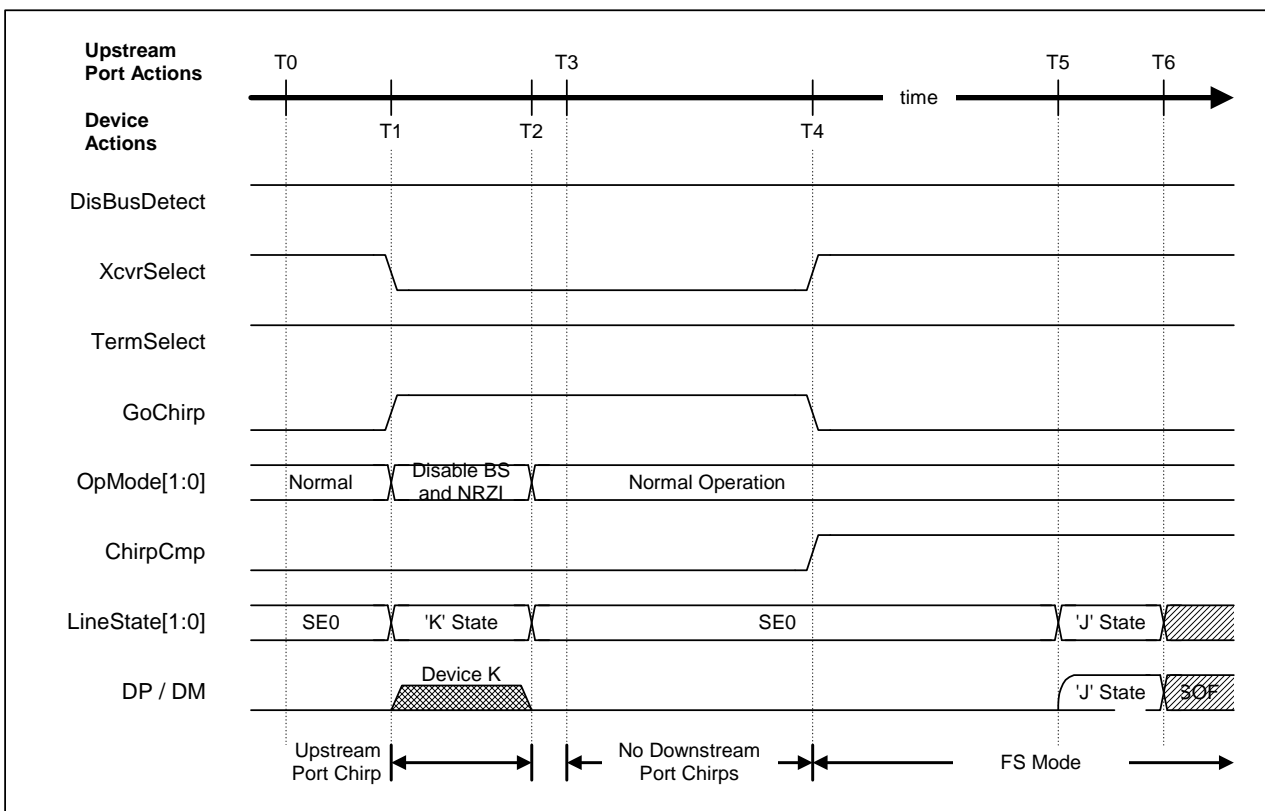 Upstream
Port Actions
T0
T3
T5
T6
time
Device
Actions
T1
T2
T4
DisBusDetect
XcvrSelect
TermSelect
GoChirp
OpMode[1:0]
Normal
Disable BS
and NRZI
Normal Operation
ChirpCmp
LineState[1:0]
SE0
'K' State
SE0
'J' State
DP / DM
Device K
'J' State
SOF
Upstream
Port Chirp
No Downstream
Port Chirps
FS Mode